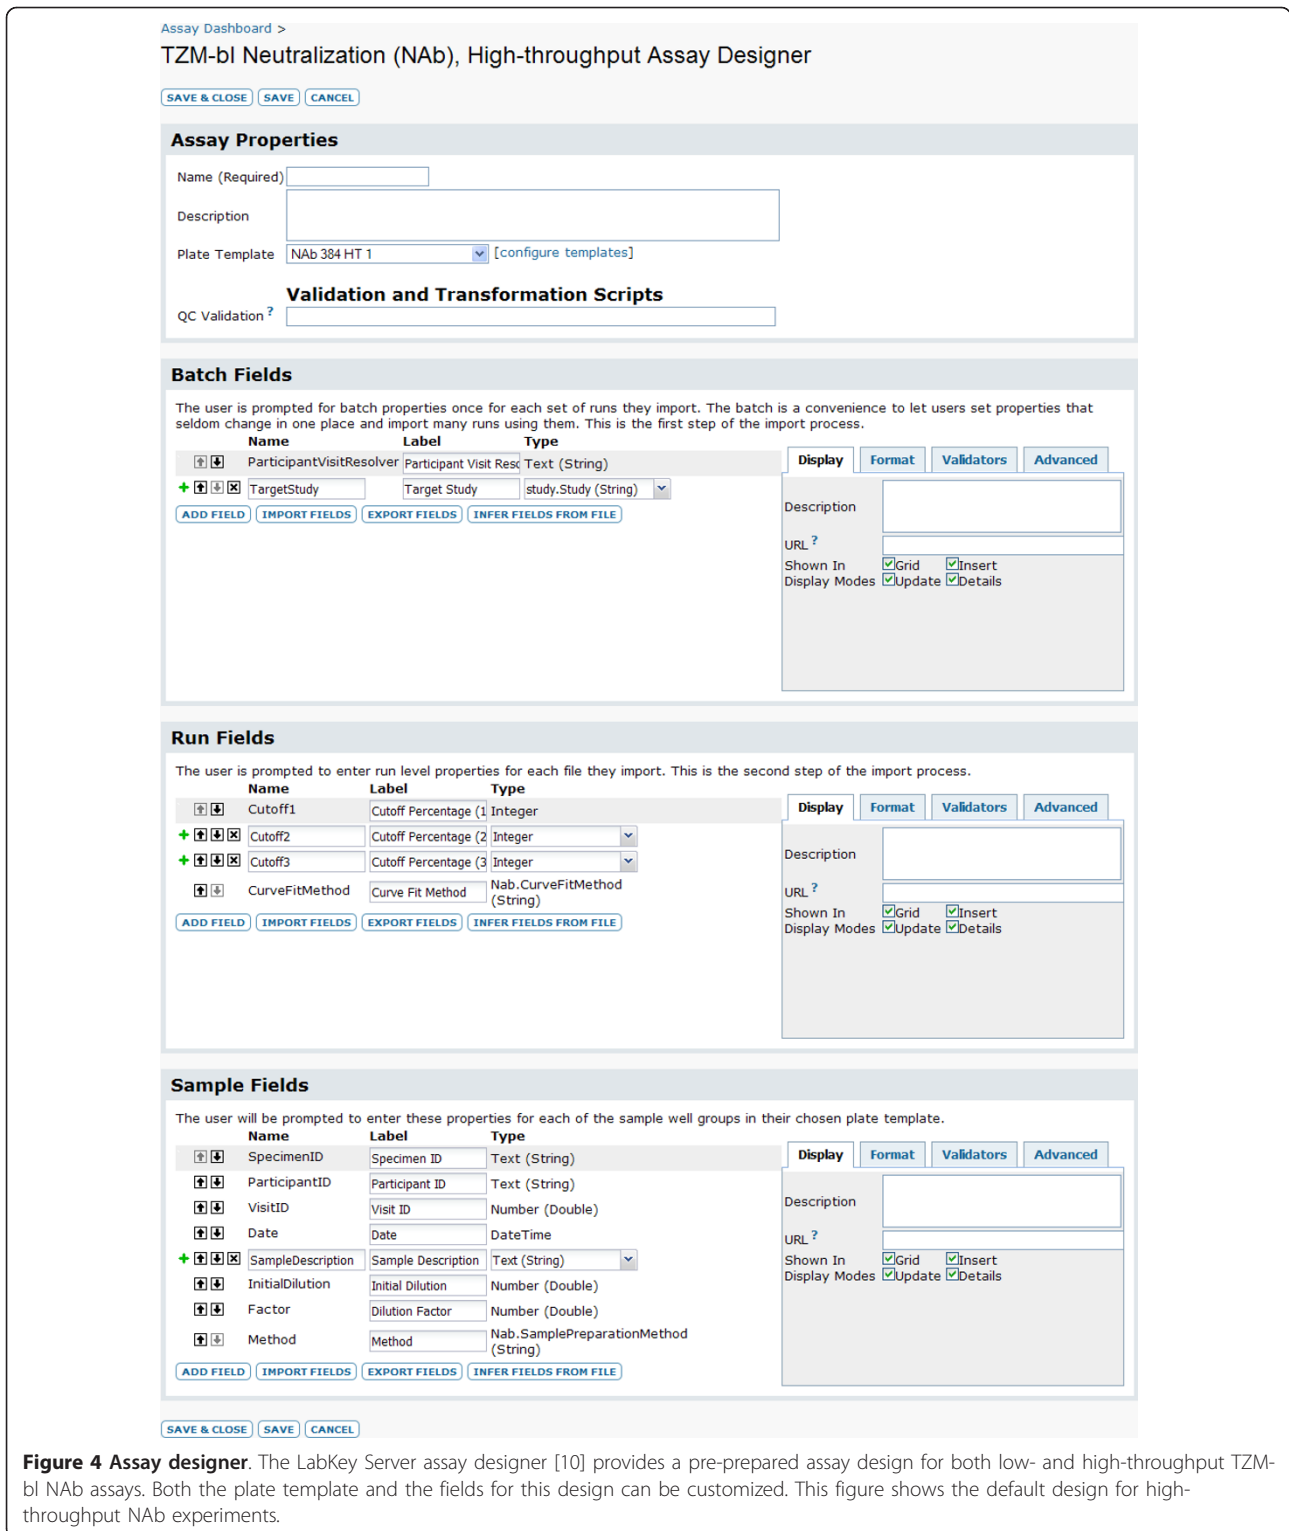 Assay Dashboard >
TZM-bl Neutralization (NAb), High-throughput Assay Designer
SAVE & CLOSE SAVE CANCEL
Assay Properties
Name (Required)
Description
Plate Template NAb 384 HT 1 [configure templates]
Validation and Transformation Scripts
QC Validation ?
Batch Fields
The user is prompted for batch properties once for each set of runs they import. The batch is a convenience to let users set properties that
seldom change in one place and import many runs using them. This is the first step of the import process.
Name Label Type
ParticipantVisitResolver Participant Visit Reso Text (String)
TargetStudy Target Study study.Study (String)
ADD FIELD IMPORT FIELDS EXPORT FIELDS INFER FIELDS FROM FILE
Display Format Validators Advanced
Description
URL ?
Shown In Grid Insert
Display Modes Update Details
Run Fields
The user is prompted to enter run level properties for each file they import. This is the second step of the import process.
Name Label Type
Cutoff1 Cutoff Percentage (1 Integer
Cutoff2 Cutoff Percentage (2 Integer
Cutoff3 Cutoff Percentage (3 Integer
CurveFitMethod Curve Fit Method Nab.CurveFitMethod
(String)
ADD FIELD IMPORT FIELDS EXPORT FIELDS INFER FIELDS FROM FILE
Display Format Validators Advanced
Description
URL ?
Shown In Grid Insert
Display Modes Update Details
Sample Fields
The user will be prompted to enter these properties for each of the sample well groups in their chosen plate template.
Name Label Type
SpecimenID Specimen ID Text (String)
ParticipantID Participant ID Text (String)
VisitID Visit ID Number (Double)
Date Date DateTime
SampleDescription Sample Description Text (String)
InitialDilution Initial Dilution Number (Double)
Factor Dilution Factor Number (Double)
Method Method Nab.SamplePreparationMethod
(String)
ADD FIELD IMPORT FIELDS EXPORT FIELDS INFER FIELDS FROM FILE
Display Format Validators Advanced
Description
URL ?
Shown In Grid Insert
Display Modes Update Details
SAVE & CLOSE SAVE CANCEL
Figure 4 Assay designer. The LabKey Server assay designer [10] provides a pre-prepared assay design for both low- and high-throughput TZM-
bl NAb assays. Both the plate template and the fields for this design can be customized. This figure shows the default design for high-
throughput NAb experiments.